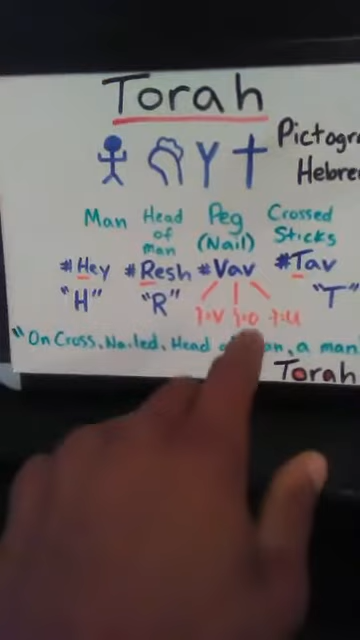 Torah
Pictogr
Hebre
Man Head of man Peg (Nail) Crossed Sticks
#Hey #Resh #Vav #Tav
"H" "R" "T"
וֹ=O
"On Cross, Nailed, Head a man
Torah